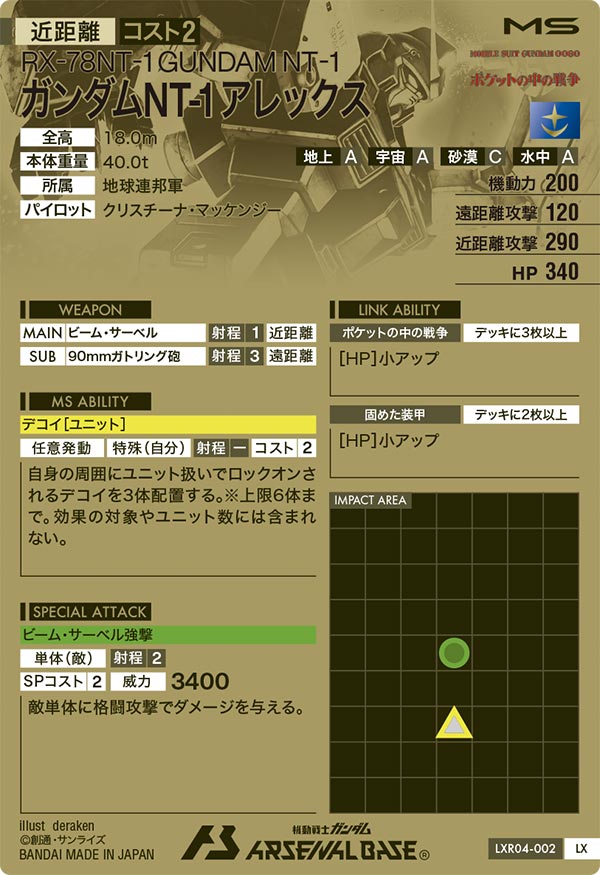 近距離 コスト2
MS
RX-78NT-1 GUNDAM NT-1
MOBILE SUIT GUNDAM 0080
ポケットの中の戦争
ガンダムNT-1アレックス
全高 18.0m
本体重量 40.0t
所属 地球連邦軍
パイロット クリスチーナ・マッケンジー
地上 A 宇宙 A 砂漠 C 水中 A
機動力 200
遠距離攻撃 120
近距離攻撃 290
HP 340
WEAPON
MAIN ビーム・サーベル 射程 1 近距離
SUB 90mmガトリング砲 射程 3 遠距離
MS ABILITY
デコイ[ユニット]
任意発動 特殊(自分) 射程 ー コスト 2
自身の周囲にユニット扱いでロックオンさ
れるデコイを3体配置する。※上限6体ま
で。効果の対象やユニット数には含まれ
ない。
SPECIAL ATTACK
ビーム・サーベル強撃
単体(敵) 射程 2
SPコスト 2 威力 3400
敵単体に格闘攻撃でダメージを与える。
LINK ABILITY
ポケットの中の戦争 デッキに3枚以上
[HP]小アップ
固めた装甲 デッキに2枚以上
[HP]小アップ
IMPACT AREA
illust deraken
©創通・サンライズ
BANDAI MADE IN JAPAN
機動戦士ガンダム
ARSENAL BASE®
LXR04-002 LX